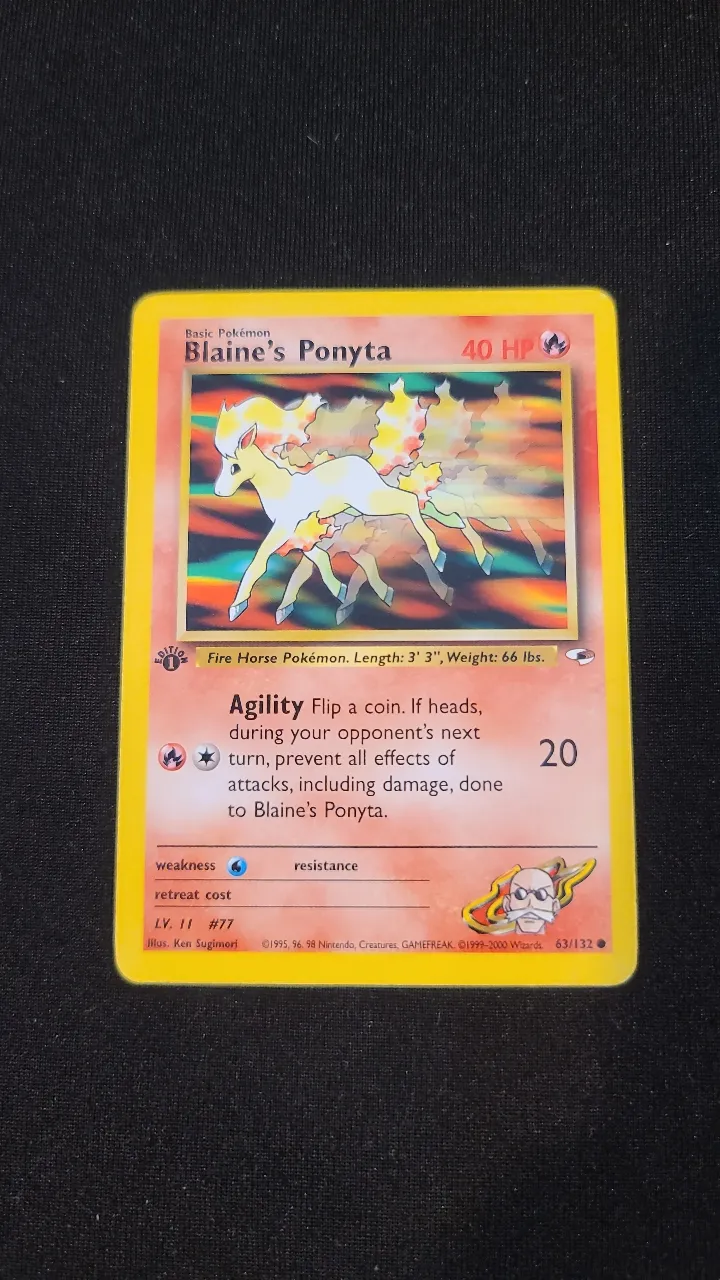 Basic Pokémon
Blaine's Ponyta 40 HP
EDITION 1
Fire Horse Pokémon. Length: 3' 3", Weight: 66 lbs.
Agility Flip a coin. If heads,
during your opponent's next
turn, prevent all effects of
attacks, including damage, done
to Blaine's Ponyta.
20
weakness resistance
retreat cost
LV. 11 #77
Illus. Ken Sugimori ©1995, 96, 98 Nintendo, Creatures, GAMEFREAK. ©1999-2000 Wizards. 63/132